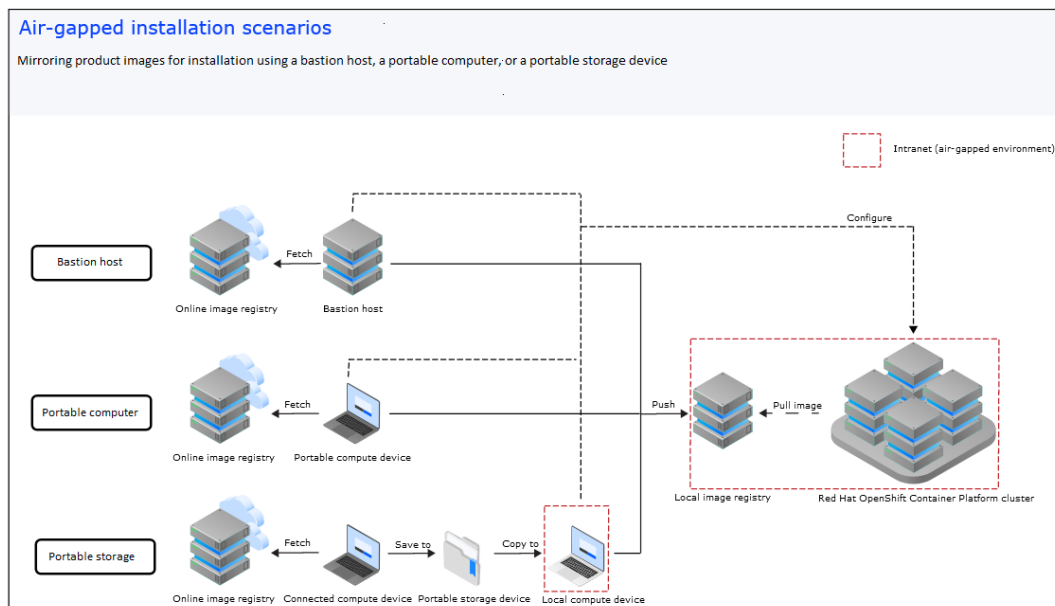 Air-gapped installation scenarios
Mirroring product images for installation using a bastion host, a portable computer, or a portable storage device
Intranet (air-gapped environment)
Configure
Bastion host
Fetch
Online image registry
Bastion host
Portable computer
Fetch
Push
Pull image
Online image registry
Portable compute device
Local image registry
Red Hat OpenShift Container Platform cluster
Portable storage
Fetch
Save to
Copy to
Online image registry
Connected compute device
Portable storage device
Local compute device